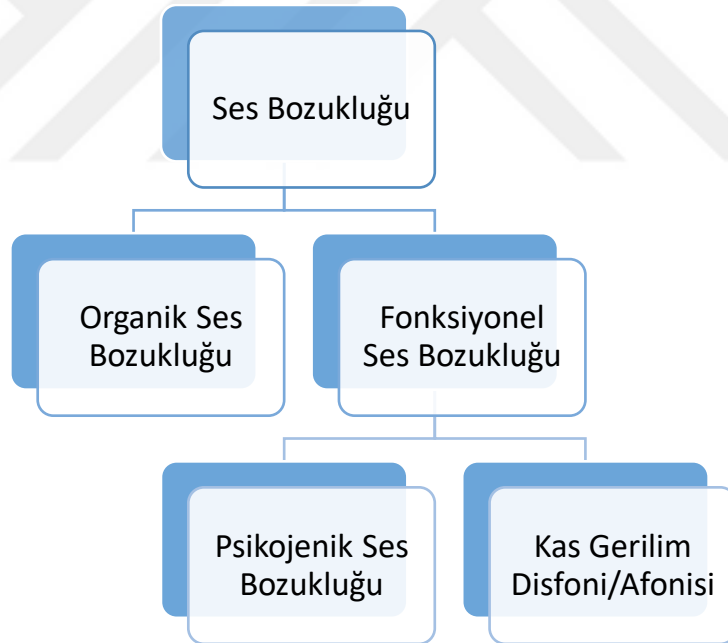 Ses Bozukluğu
Organik Ses
Bozukluğu
Fonksiyonel
Ses Bozukluğu
Psikojenik Ses
Bozukluğu
Kas Gerilim
Disfoni/Afonisi